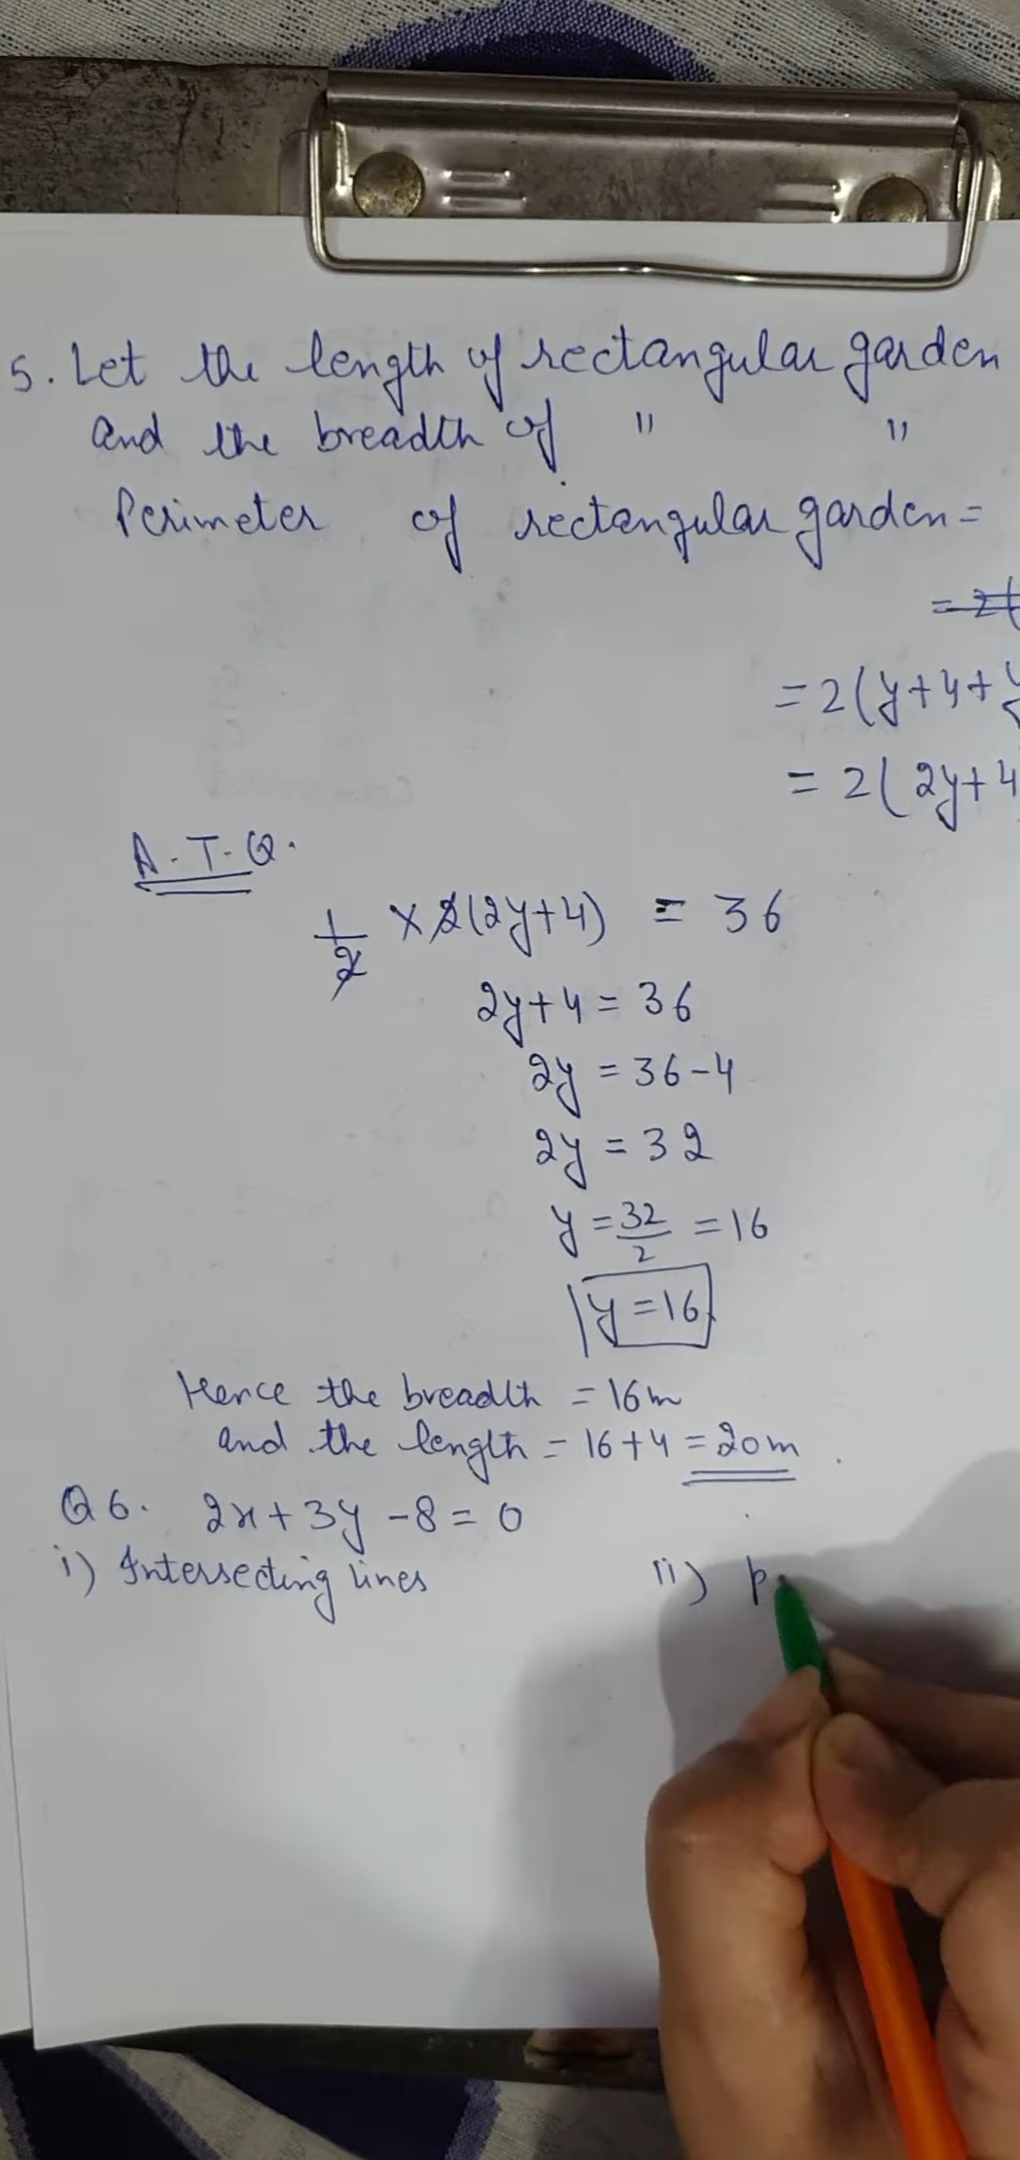 5. Let the length of rectangular garden
and the breadth of " "
Perimeter of rectangular garden =
= 2(
= 2(y+4+y
= 2(2y+4
A.T.Q.
1/2 × 2(2y+4) = 36
2y+4 = 36
2y = 36-4
2y = 32
y = 32/2 = 16
y = 16
Hence the breadth = 16m
and the length = 16+4 = 20m
Q6. 2x+3y-8=0
i) Intersecting lines ii) p